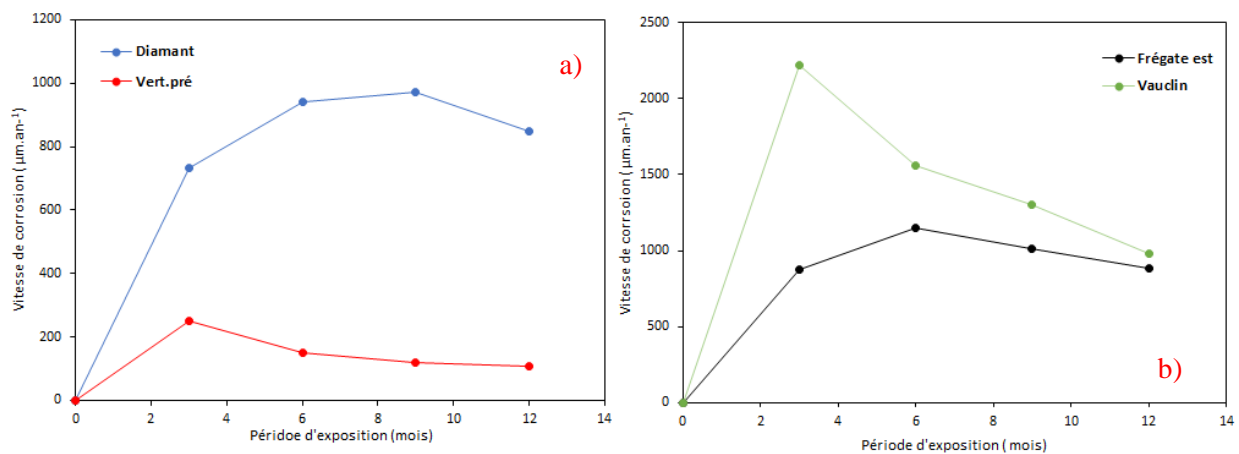 1200
1000
800
600
400
200
0
Vitesse de corrosion ( µm.an-¹)
Diamant
Vert.pré
a)
0 2 4 6 8 10 12 14
Péridoe d'exposition (mois)
2500
2000
1500
1000
500
0
Vitesse de corrsoion ( µm.an-¹)
Frégate est
Vauclin
b)
0 2 4 6 8 10 12 14
Période d'exposition ( mois)